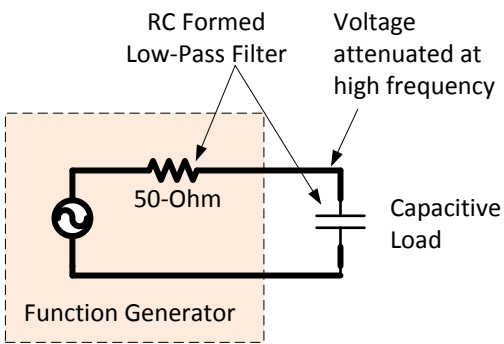 RC Formed
Low-Pass Filter
Voltage
attenuated at
high frequency
50-Ohm
Capacitive
Load
Function Generator